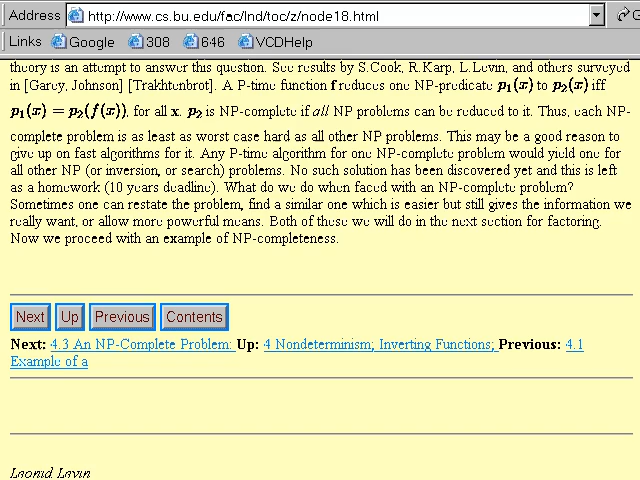 Address http://www.cs.bu.edu/fac/lnd/toc/z/node18.html G
Links Google 308 646 VCDHelp
theory is an attempt to answer this question. See results by S.Cook, R.Karp, L.Levin, and others surveyed
in [Garey, Johnson] [Trakhtenbrot]. A P-time function f reduces one NP-predicate p₁(x) to p₂(x) iff
p₁(x) = p₂(f(x)), for all x. p₂ is NP-complete if all NP problems can be reduced to it. Thus, each NP-
complete problem is as least as worst case hard as all other NP problems. This may be a good reason to
give up on fast algorithms for it. Any P-time algorithm for one NP-complete problem would yield one for
all other NP (or inversion, or search) problems. No such solution has been discovered yet and this is left
as a homework (10 years deadline). What do we do when faced with an NP-complete problem?
Sometimes one can restate the problem, find a similar one which is easier but still gives the information we
really want, or allow more powerful means. Both of these we will do in the next section for factoring.
Now we proceed with an example of NP-completeness.
Next Up Previous Contents
Next: 4.3 An NP-Complete Problem: Up: 4 Nondeterminism; Inverting Functions; Previous: 4.1
Example of a
Leonid Levin